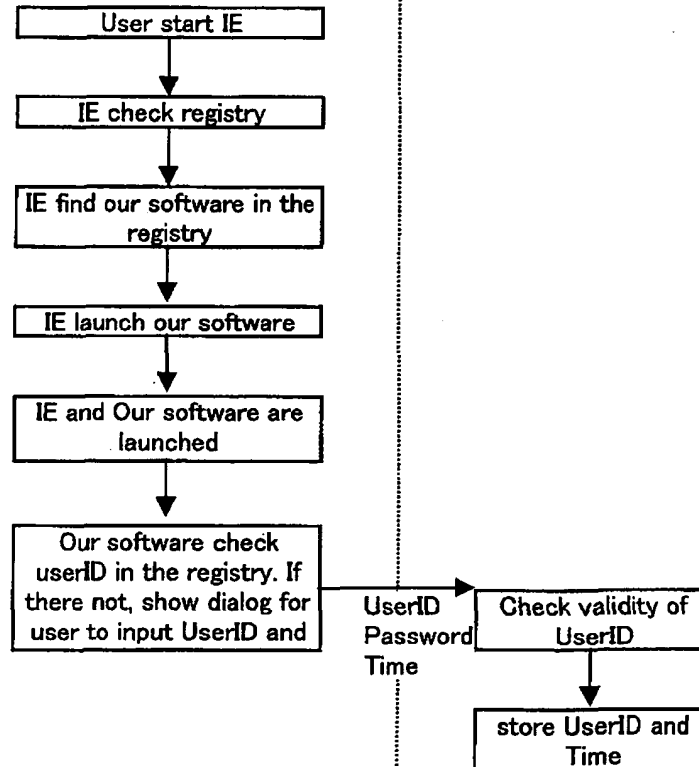 User start IE
IE check registry
IE find our software in the
registry
IE launch our software
IE and Our software are
launched
Our software check
userID in the registry. If
there not, show dialog for
user to input UserID and
UserID
Password
Time
Check validity of
UserID
store UserID and
Time